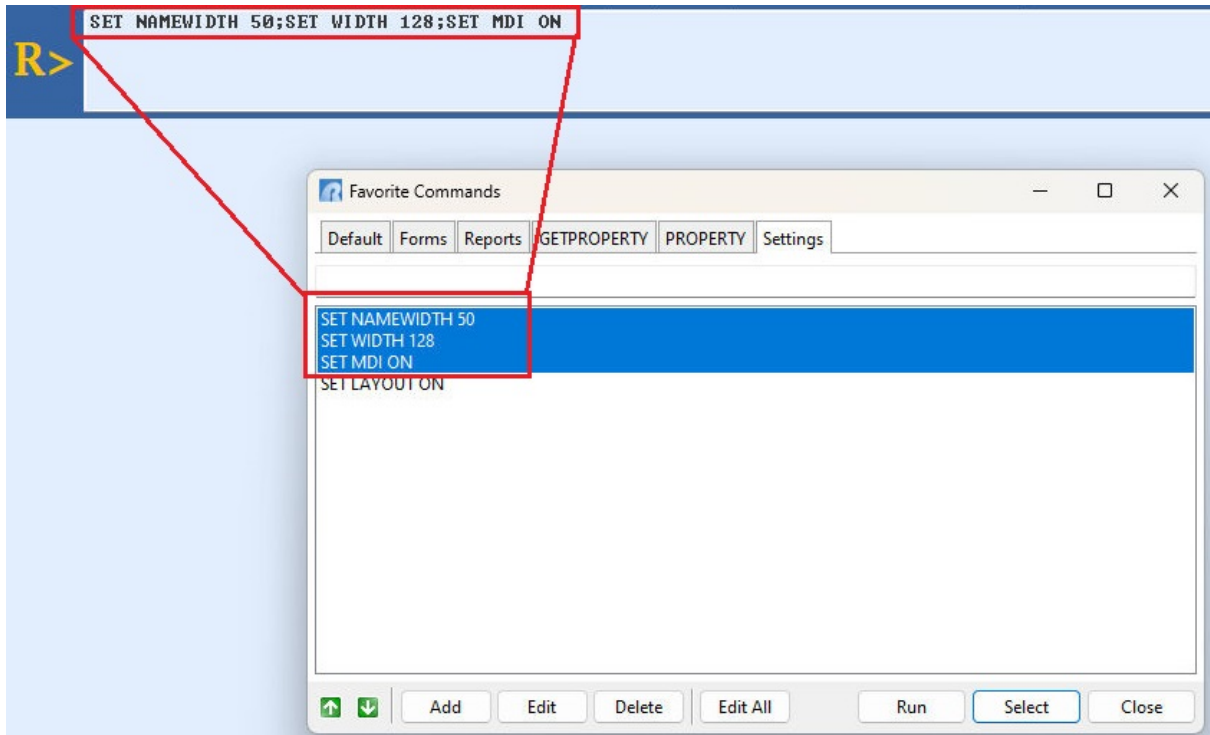 SET NAMEWIDTH 50;SET WIDTH 128;SET MDI ON
R>
Favorite Commands
Default Forms Reports GETPROPERTY PROPERTY Settings
SET NAMEWIDTH 50
SET WIDTH 128
SET MDI ON
SET LAYOUT ON
Add Edit Delete Edit All Run Select Close